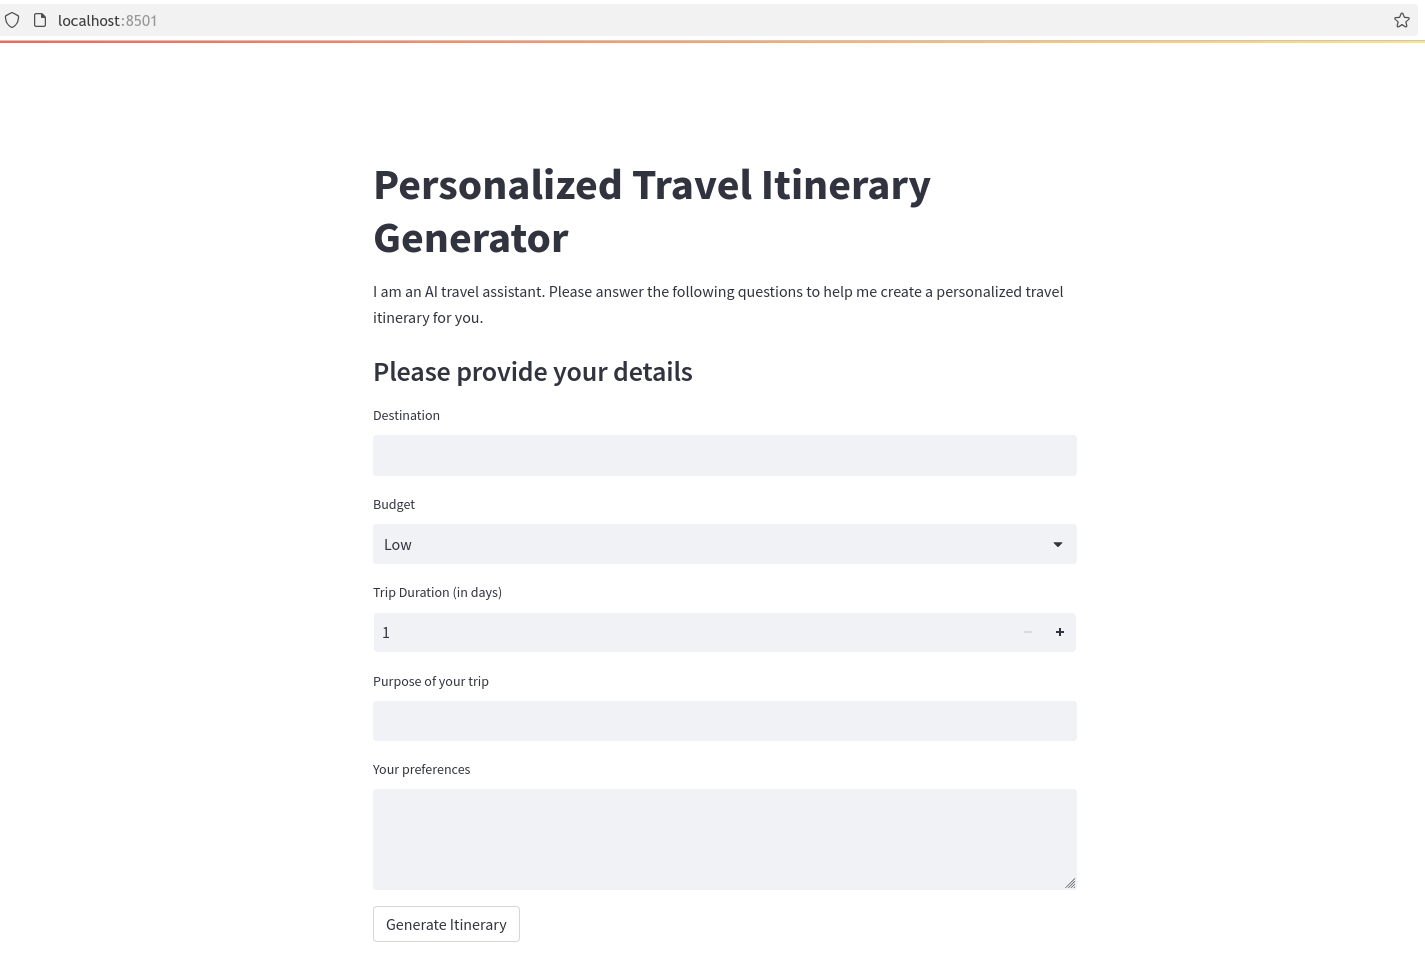 localhost:8501
Personalized Travel Itinerary
Generator
I am an AI travel assistant. Please answer the following questions to help me create a personalized travel
itinerary for you.
Please provide your details
Destination
Budget
Low
Trip Duration (in days)
1
Purpose of your trip
Your preferences
Generate Itinerary